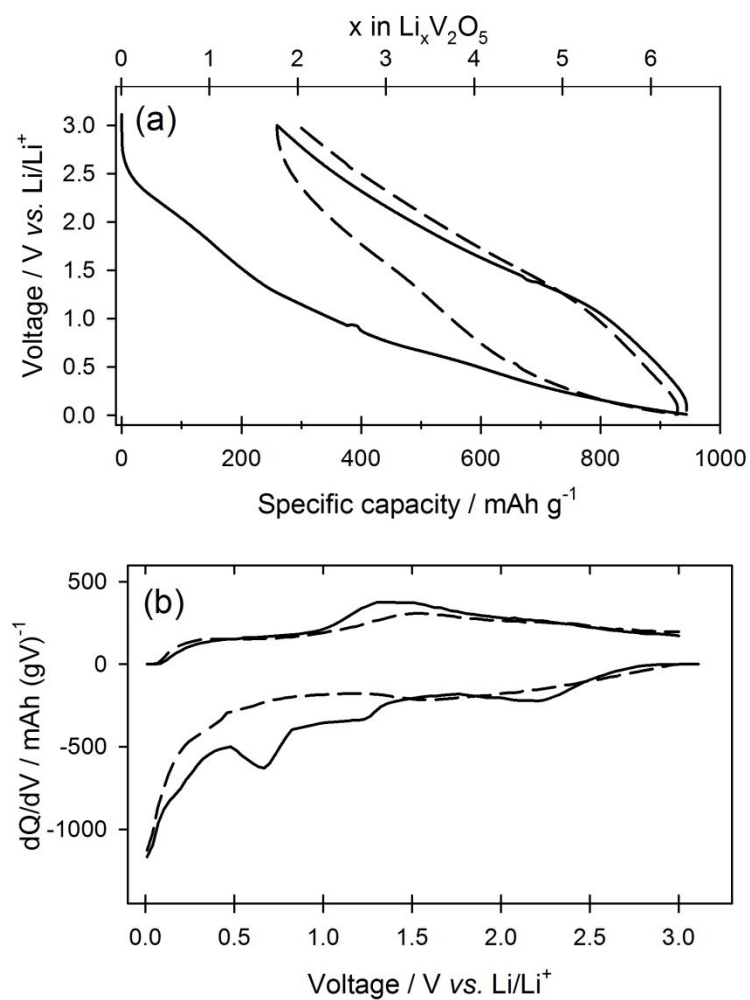 x in LiₓV₂O₅
0 1 2 3 4 5 6
(a)
Voltage / V vs. Li/Li⁺
3.0
2.5
2.0
1.5
1.0
0.5
0.0
0 200 400 600 800 1000
Specific capacity / mAh g⁻¹
(b)
dQ/dV / mAh (gV)⁻¹
500
0
-500
-1000
0.0 0.5 1.0 1.5 2.0 2.5 3.0
Voltage / V vs. Li/Li⁺